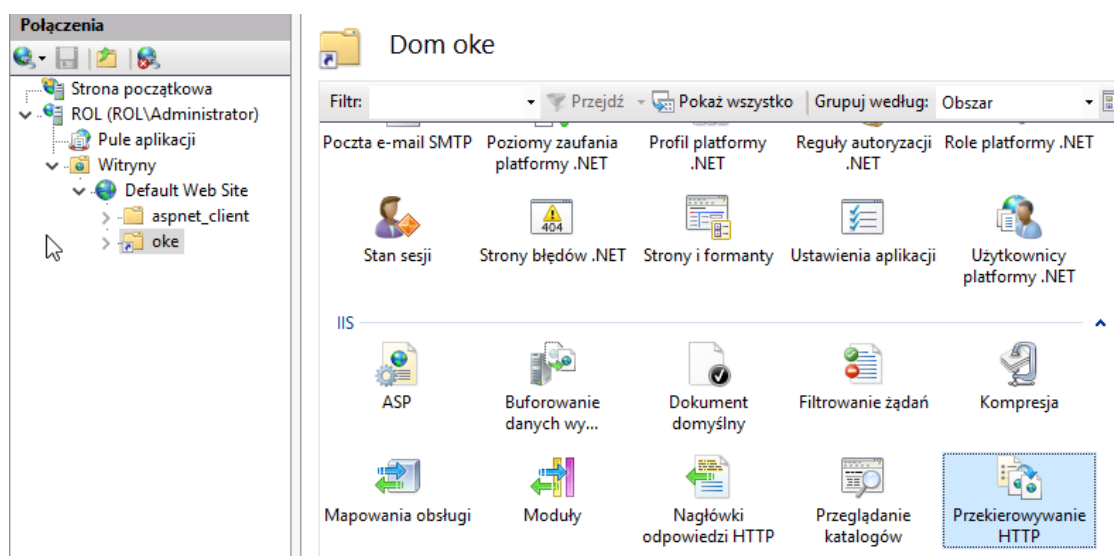 Połączenia
Strona początkowa
ROL (ROL\Administrator)
Pule aplikacji
Witryny
Default Web Site
aspnet_client
oke
Dom oke
Filtr: Przejdź Pokaż wszystko Grupuj według: Obszar
Poczta e-mail SMTP Poziomy zaufania Profil platformy Reguły autoryzacji Role platformy .NET
platformy .NET .NET .NET
404
Stan sesji Strony błędów .NET Strony i formanty Ustawienia aplikacji Użytkownicy
platformy .NET
IIS
ASP Buforowanie Dokument Filtrowanie żądań Kompresja
danych wy... domyślny
Mapowania obsługi Moduły Nagłówki Przeglądanie Przekierowywanie
odpowiedzi HTTP katalogów HTTP